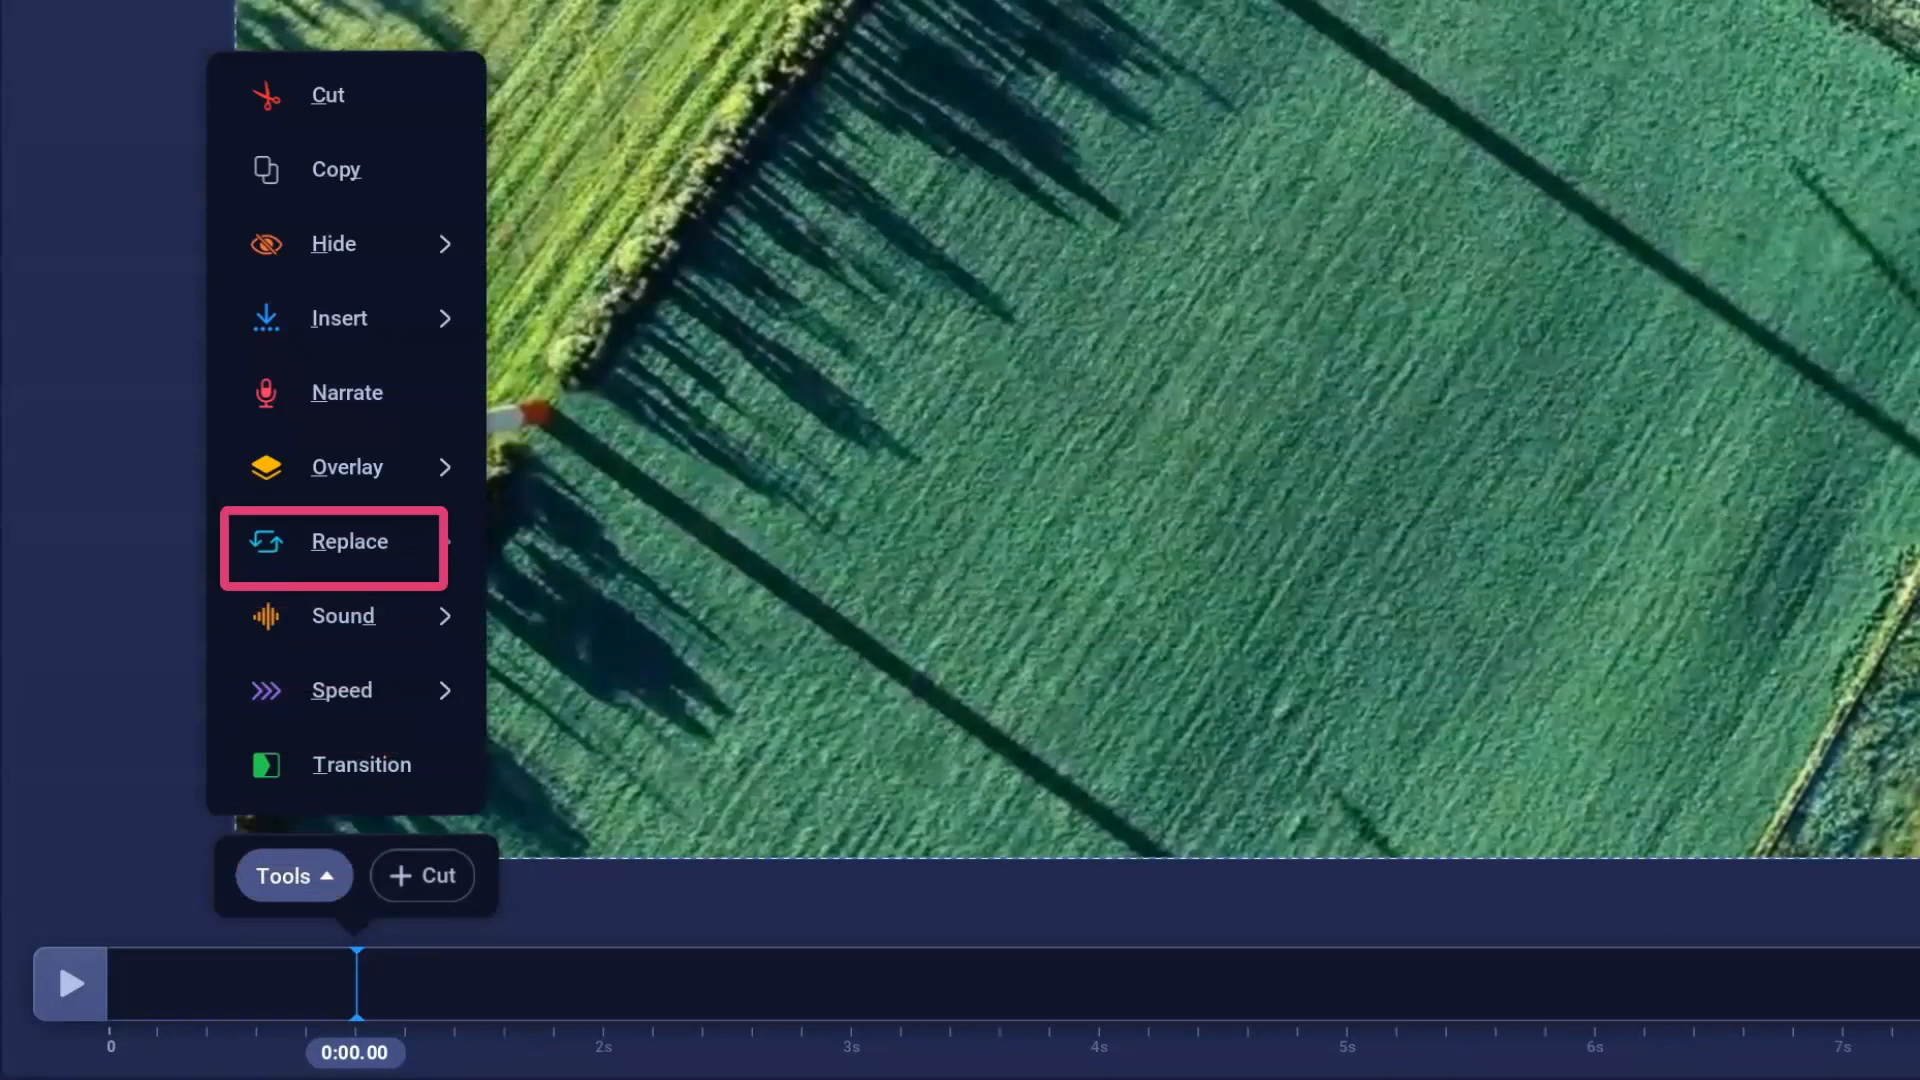 Cut
Copy
Hide
Insert
Narrate
Overlay
Replace
Sound
Speed
Transition
Tools
Cut
0
0:00.00
2s
3s
4s
5s
6s
7s